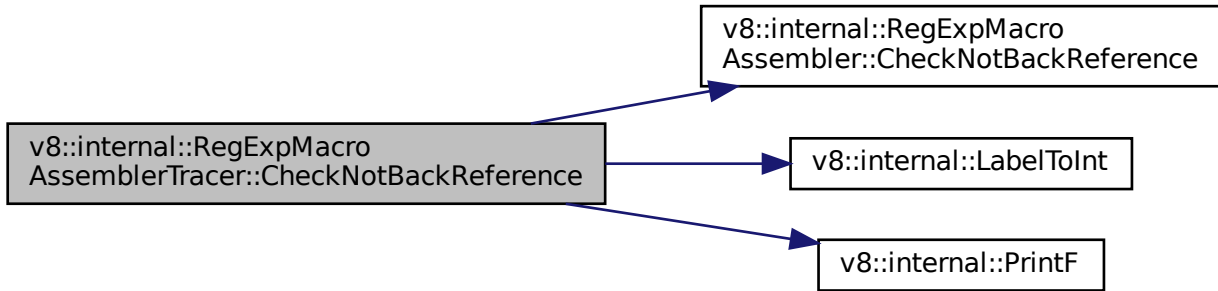 v8::internal::RegExpMacro
AssemblerTracer::CheckNotBackReference
v8::internal::RegExpMacro
Assembler::CheckNotBackReference
v8::internal::LabelToInt
v8::internal::PrintF